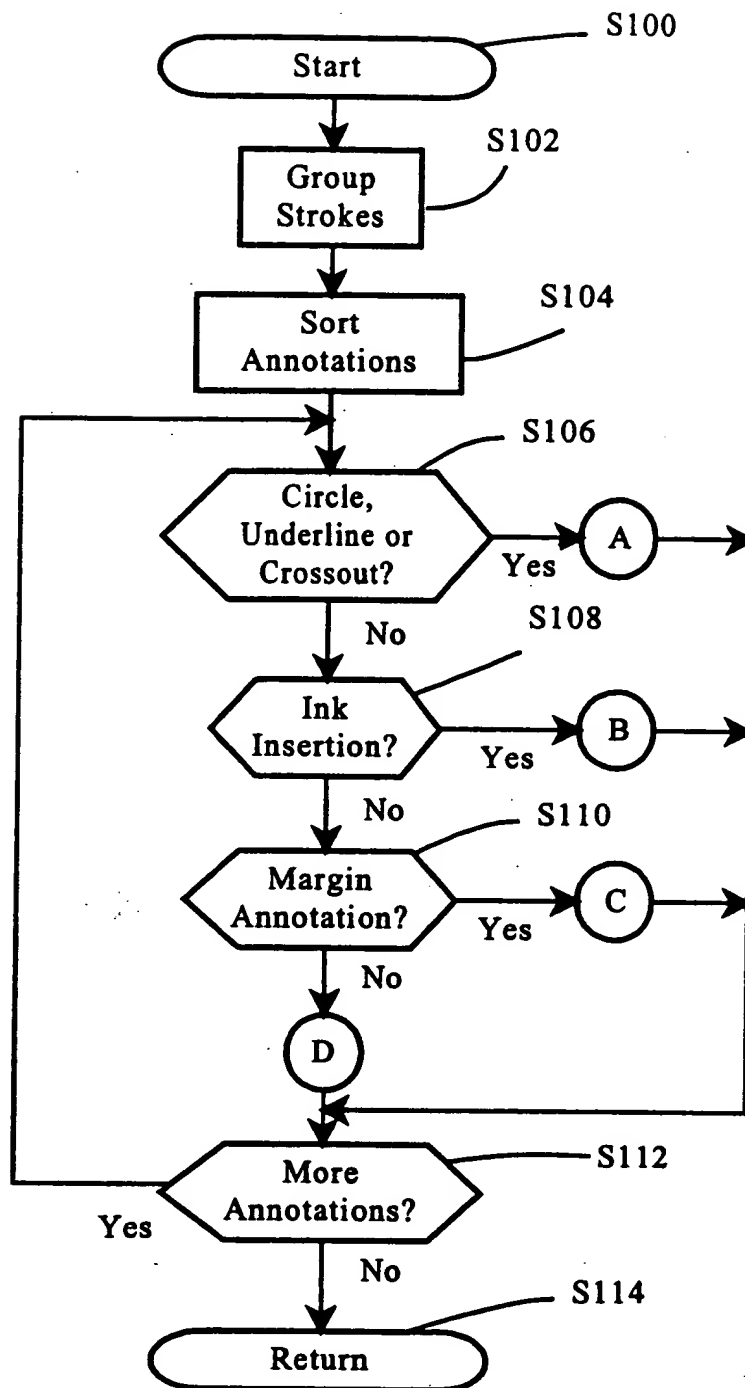 S100
Start
S102
Group
Strokes
S104
Sort
Annotations
S106
Circle,
Underline or
Crossout?
Yes
A
No
S108
Ink
Insertion?
Yes
B
No
S110
Margin
Annotation?
Yes
C
No
D
S112
More
Annotations?
Yes
No
S114
Return